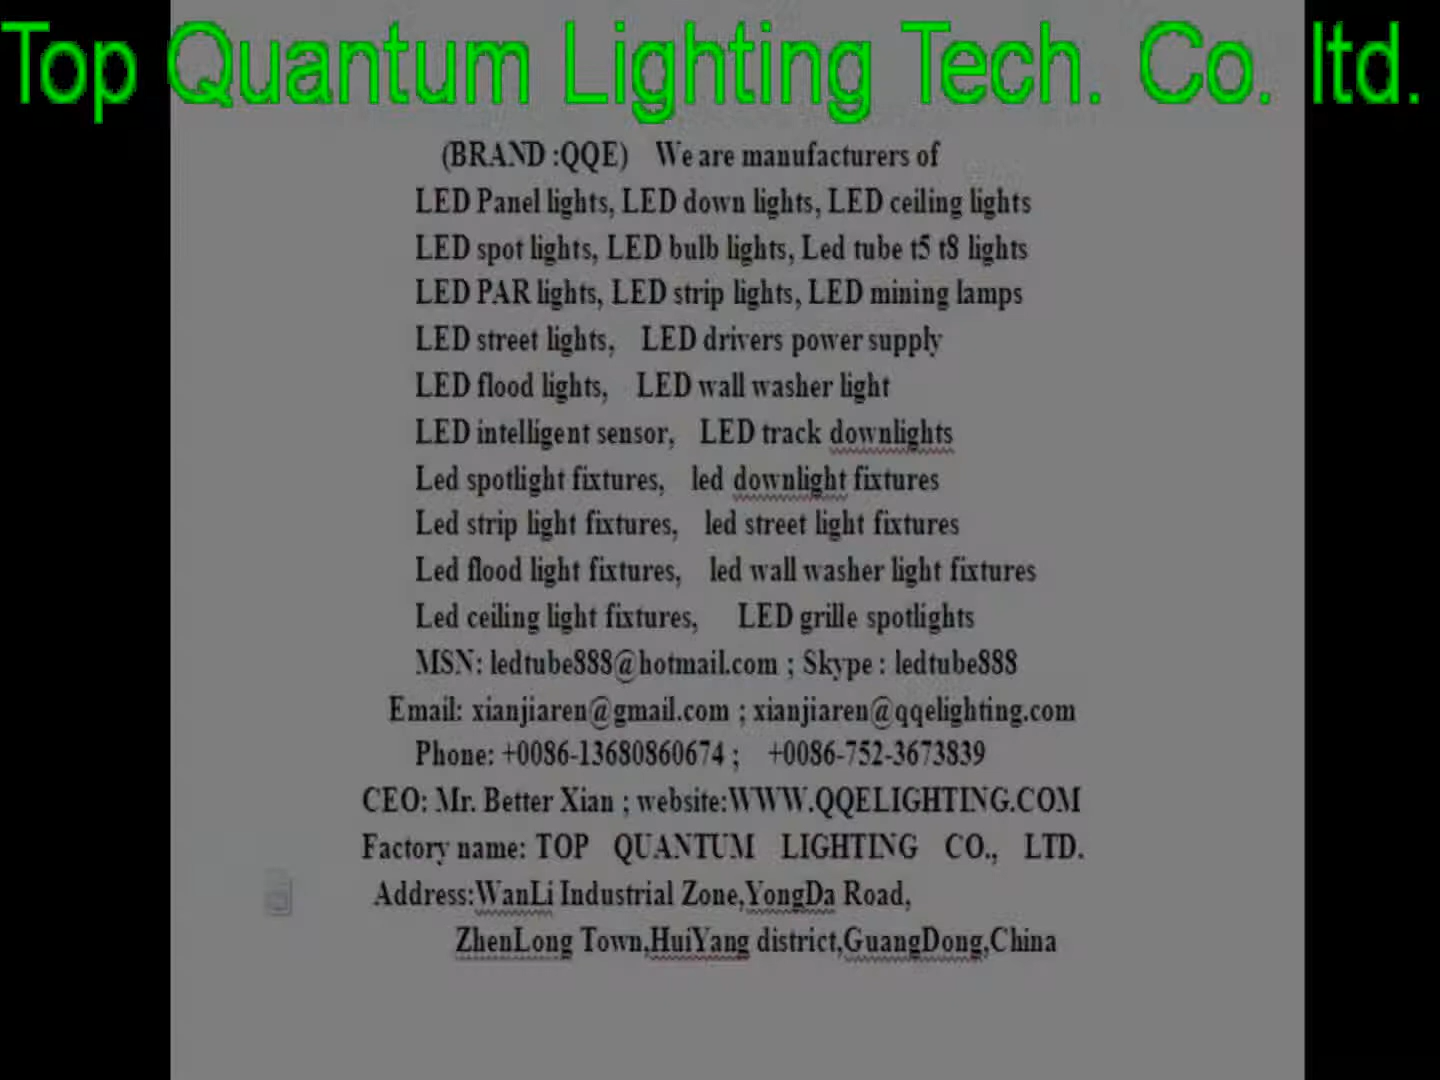 Top Quantum Lighting Tech. Co. ltd.
(BRAND :QQE) We are manufacturers of
LED Panel lights, LED down lights, LED ceiling lights
LED spot lights, LED bulb lights, Led tube t5 t8 lights
LED PAR lights, LED strip lights, LED mining lamps
LED street lights, LED drivers power supply
LED flood lights, LED wall washer light
LED intelligent sensor, LED track downlights
Led spotlight fixtures, led downlight fixtures
Led strip light fixtures, led street light fixtures
Led flood light fixtures, led wall washer light fixtures
Led ceiling light fixtures, LED grille spotlights
MSN: ledtube888@hotmail.com ; Skype : ledtube888
Email: xianjiaren@gmail.com ; xianjiaren@qqelighting.com
Phone: +0086-13680860674 ; +0086-752-3673839
CEO: Mr. Better Xian ; website:WWW.QQELIGHTING.COM
Factory name: TOP QUANTUM LIGHTING CO., LTD.
Address:WanLi Industrial Zone,YongDa Road,
ZhenLong Town,HuiYang district,GuangDong,China